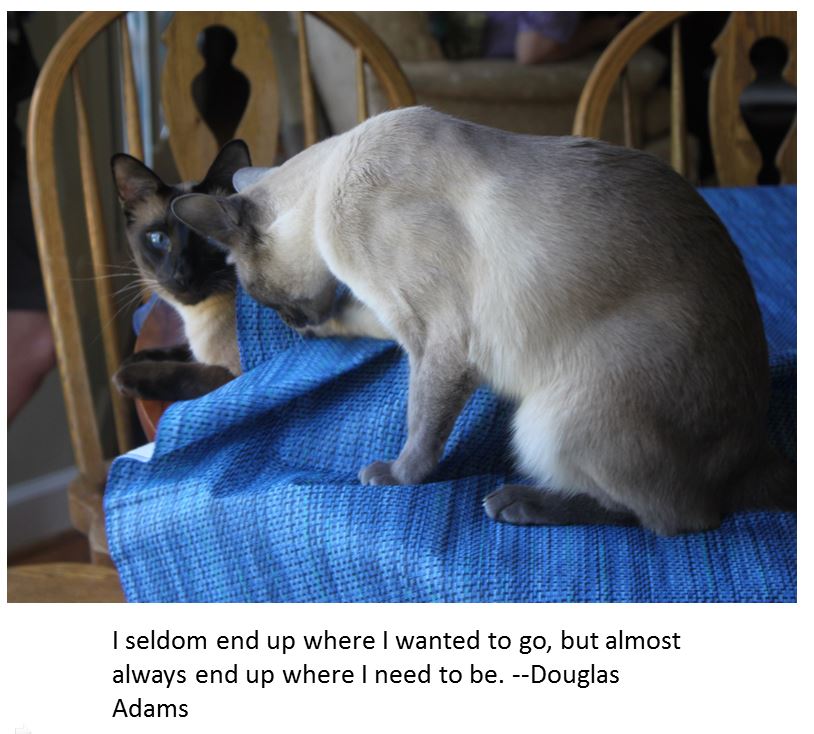 I seldom end up where I wanted to go, but almost
always end up where I need to be. --Douglas
Adams